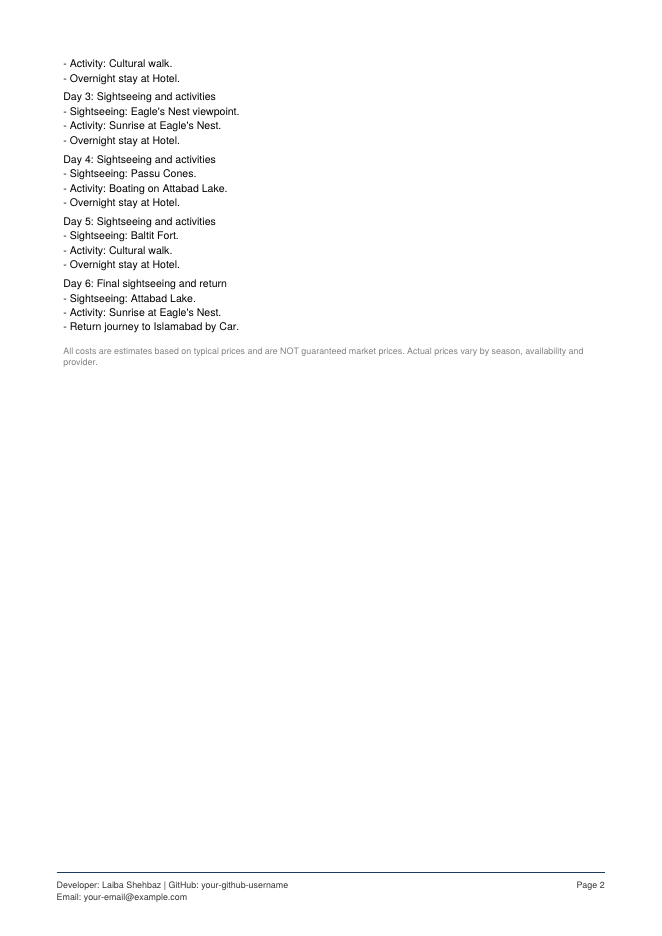 - Activity: Cultural walk.
- Overnight stay at Hotel.
Day 3: Sightseeing and activities
- Sightseeing: Eagle's Nest viewpoint.
- Activity: Sunrise at Eagle's Nest.
- Overnight stay at Hotel.
Day 4: Sightseeing and activities
- Sightseeing: Passu Cones.
- Activity: Boating on Attabad Lake.
- Overnight stay at Hotel.
Day 5: Sightseeing and activities
- Sightseeing: Baltit Fort.
- Activity: Cultural walk.
- Overnight stay at Hotel.
Day 6: Final sightseeing and return
- Sightseeing: Attabad Lake.
- Activity: Sunrise at Eagle's Nest.
- Return journey to Islamabad by Car.
All costs are estimates based on typical prices and are NOT guaranteed market prices. Actual prices vary by season, availability and
provider.
Developer: Laiba Shehbaz | GitHub: your-github-username
Page 2
Email: your-email@example.com